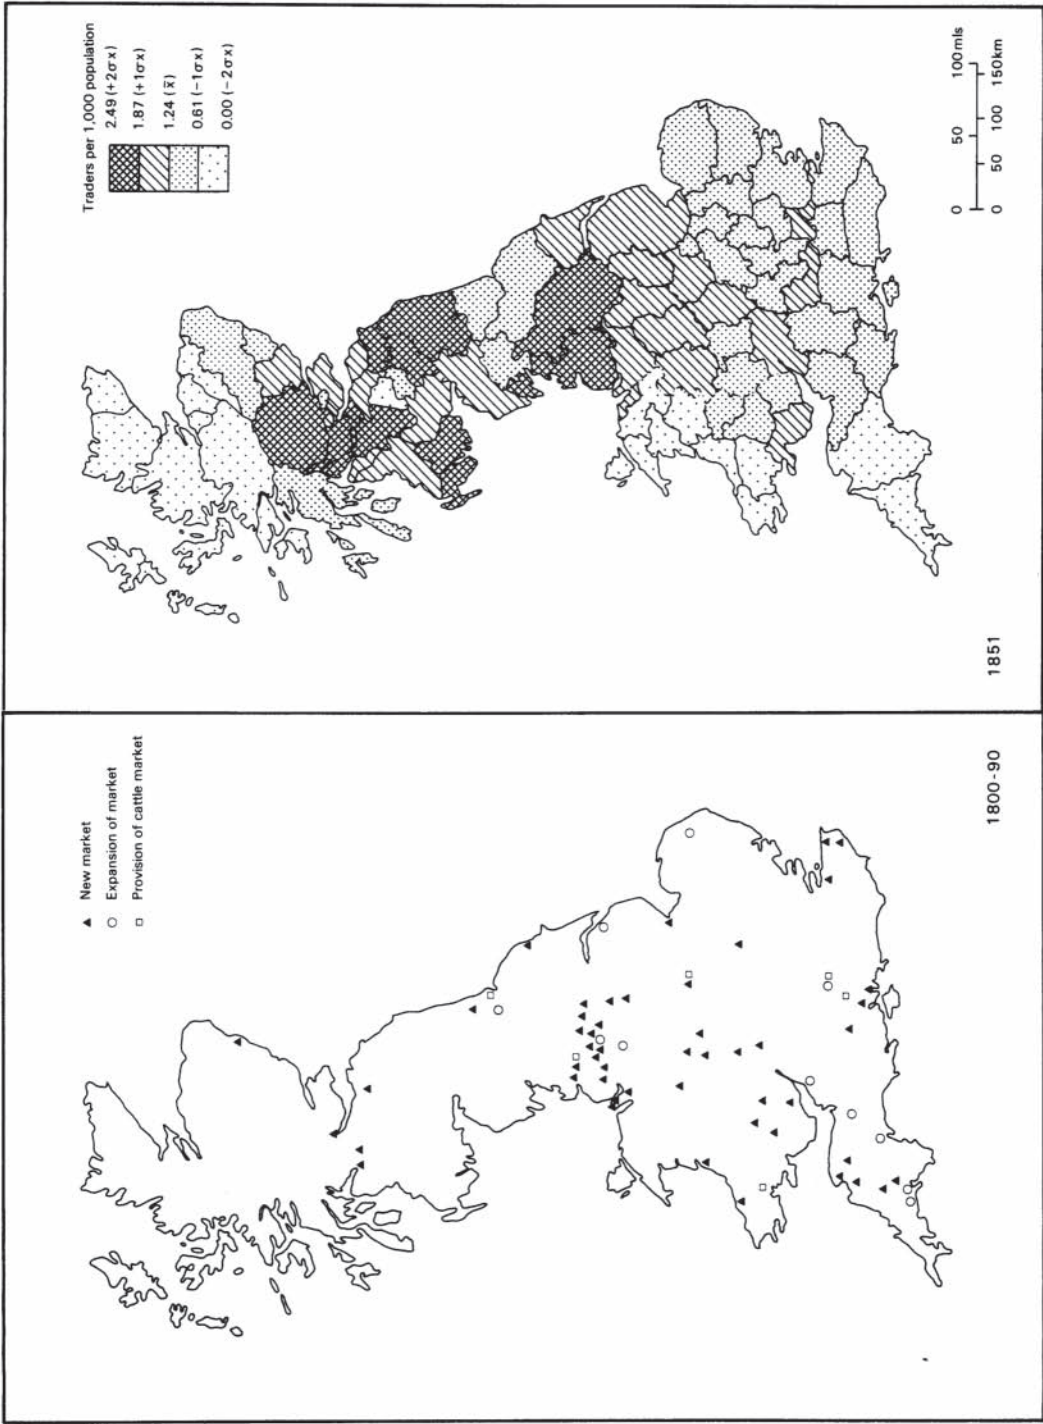 ▲ New market
○ Expansion of market
□ Provision of cattle market
1800-90
Traders per 1,000 population
2.49 (+2σx)
1.87 (+1σx)
1.24 (x̄)
0.61 (−1σx)
0.00 (−2σx)
0 50 100 mls
0 50 100 150km
1851